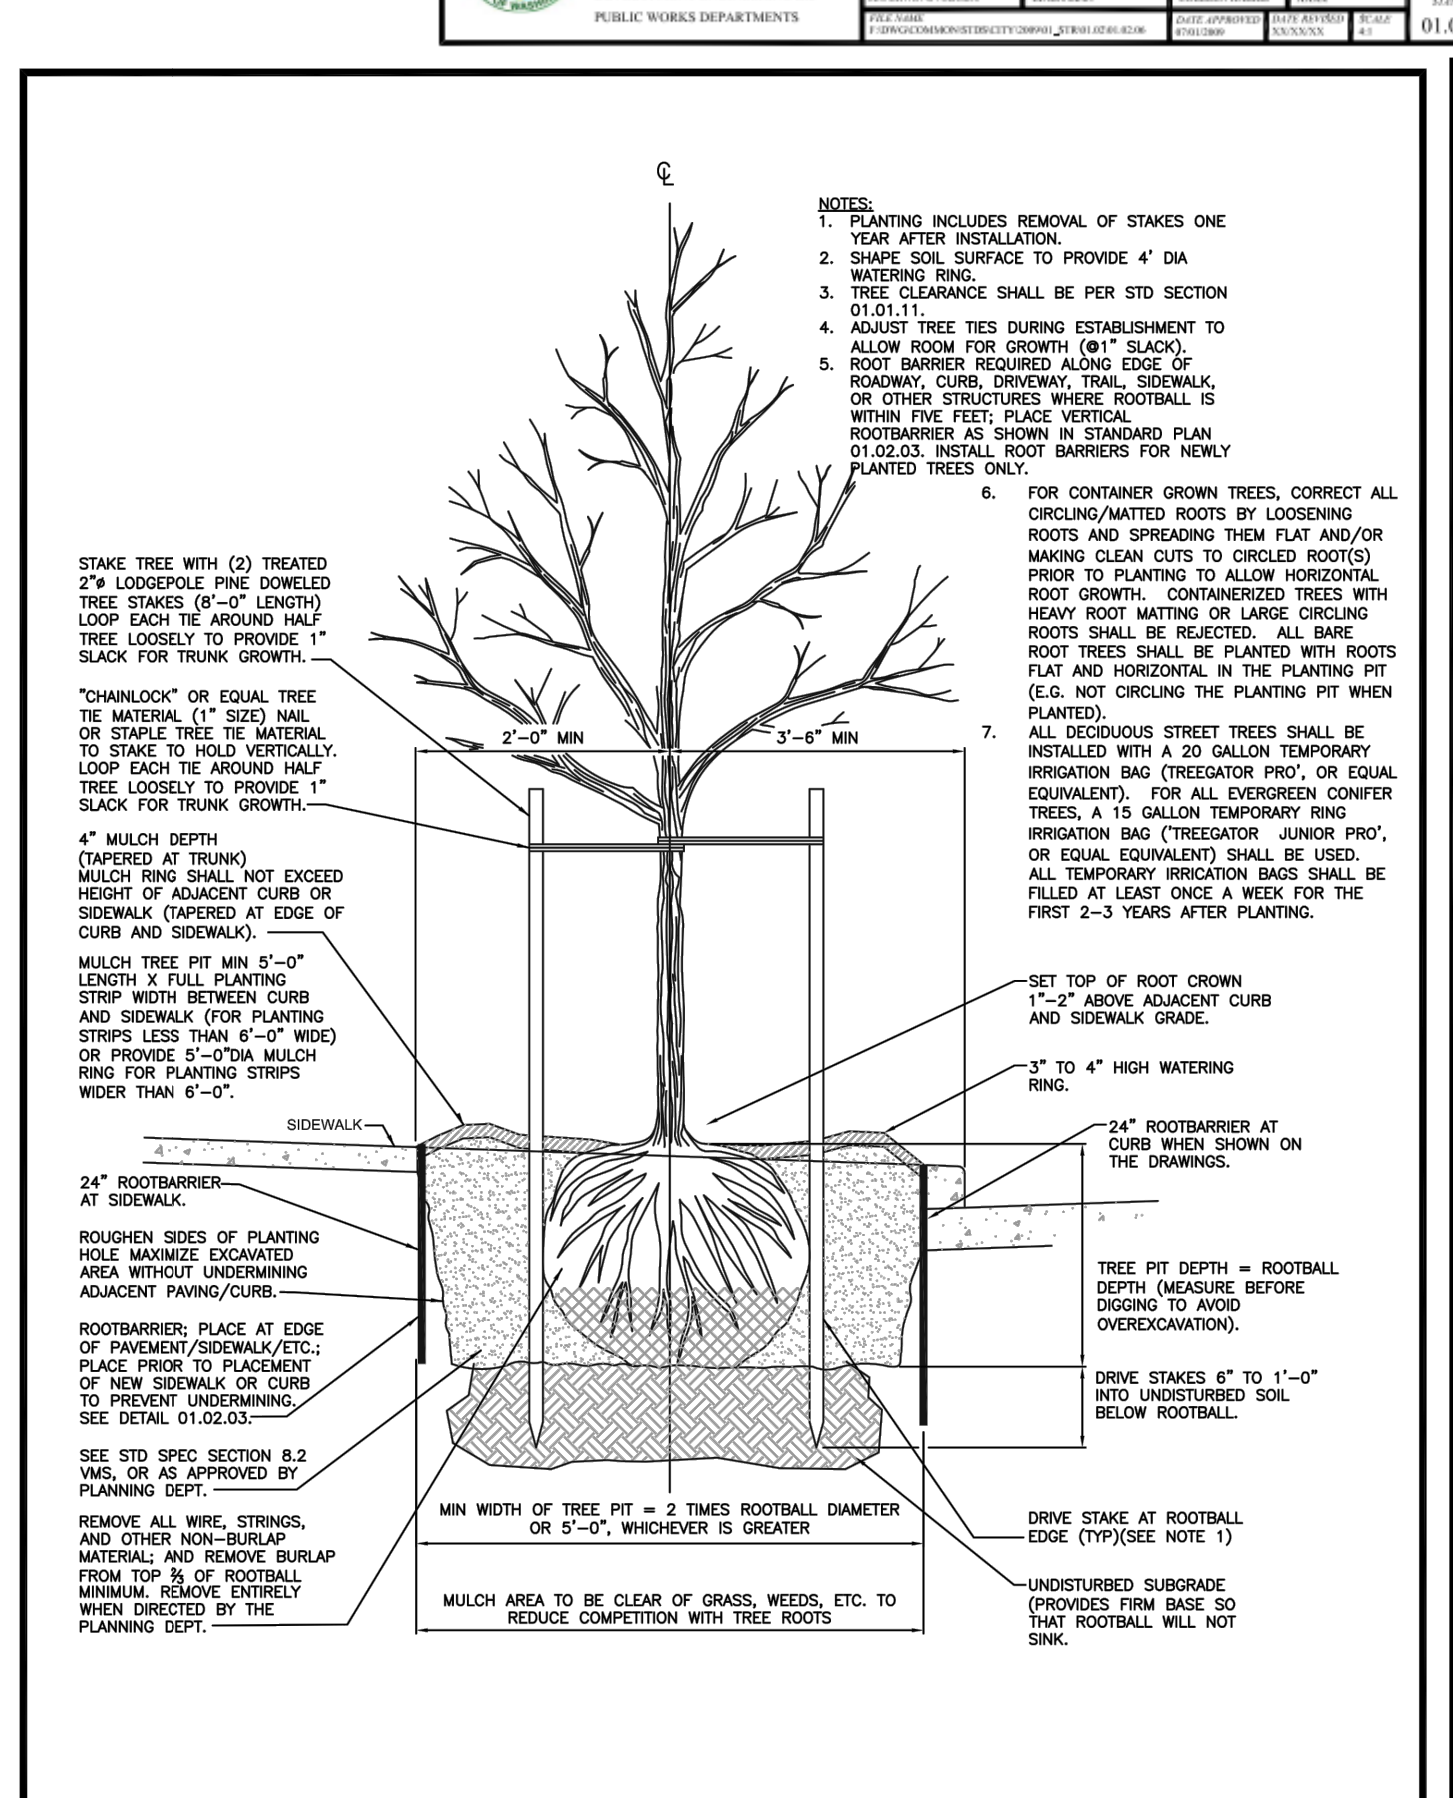 OF WASHIN
PUBLIC WORKS DEPARTMENTS
FILE NAME
F:\DWG\COMMON\STDS\CITY\2009\01_STR\01.02\01.02.06
DATE APPROVED
07/01/2009
DATE REVISED
XX/XX/XX
SCALE
4:1
℄
NOTES:
1. PLANTING INCLUDES REMOVAL OF STAKES ONE
YEAR AFTER INSTALLATION.
2. SHAPE SOIL SURFACE TO PROVIDE 4' DIA
WATERING RING.
3. TREE CLEARANCE SHALL BE PER STD SECTION
01.01.11.
4. ADJUST TREE TIES DURING ESTABLISHMENT TO
ALLOW ROOM FOR GROWTH (@1" SLACK).
5. ROOT BARRIER REQUIRED ALONG EDGE OF
ROADWAY, CURB, DRIVEWAY, TRAIL, SIDEWALK,
OR OTHER STRUCTURES WHERE ROOTBALL IS
WITHIN FIVE FEET; PLACE VERTICAL
ROOTBARRIER AS SHOWN IN STANDARD PLAN
01.02.03. INSTALL ROOT BARRIERS FOR NEWLY
PLANTED TREES ONLY.
6. FOR CONTAINER GROWN TREES, CORRECT ALL
CIRCLING/MATTED ROOTS BY LOOSENING
ROOTS AND SPREADING THEM FLAT AND/OR
MAKING CLEAN CUTS TO CIRCLED ROOT(S)
PRIOR TO PLANTING TO ALLOW HORIZONTAL
ROOT GROWTH. CONTAINERIZED TREES WITH
HEAVY ROOT MATTING OR LARGE CIRCLING
ROOTS SHALL BE REJECTED. ALL BARE
ROOT TREES SHALL BE PLANTED WITH ROOTS
FLAT AND HORIZONTAL IN THE PLANTING PIT
(E.G. NOT CIRCLING THE PLANTING PIT WHEN
PLANTED).
7. ALL DECIDUOUS STREET TREES SHALL BE
INSTALLED WITH A 20 GALLON TEMPORARY
IRRIGATION BAG (TREEGATOR PRO', OR EQUAL
EQUIVALENT). FOR ALL EVERGREEN CONIFER
TREES, A 15 GALLON TEMPORARY RING
IRRIGATION BAG ('TREEGATOR JUNIOR PRO',
OR EQUAL EQUIVALENT) SHALL BE USED.
ALL TEMPORARY IRRICATION BAGS SHALL BE
FILLED AT LEAST ONCE A WEEK FOR THE
FIRST 2-3 YEARS AFTER PLANTING.
STAKE TREE WITH (2) TREATED
2"ø LODGEPOLE PINE DOWELED
TREE STAKES (8'-0" LENGTH)
LOOP EACH TIE AROUND HALF
TREE LOOSELY TO PROVIDE 1"
SLACK FOR TRUNK GROWTH.
"CHAINLOCK" OR EQUAL TREE
TIE MATERIAL (1" SIZE) NAIL
OR STAPLE TREE TIE MATERIAL
TO STAKE TO HOLD VERTICALLY.
LOOP EACH TIE AROUND HALF
TREE LOOSELY TO PROVIDE 1"
SLACK FOR TRUNK GROWTH.
2'-0" MIN
3'-6" MIN
4" MULCH DEPTH
(TAPERED AT TRUNK)
MULCH RING SHALL NOT EXCEED
HEIGHT OF ADJACENT CURB OR
SIDEWALK (TAPERED AT EDGE OF
CURB AND SIDEWALK).
MULCH TREE PIT MIN 5'-0"
LENGTH X FULL PLANTING
STRIP WIDTH BETWEEN CURB
AND SIDEWALK (FOR PLANTING
STRIPS LESS THAN 6'-0" WIDE)
OR PROVIDE 5'-0"DIA MULCH
RING FOR PLANTING STRIPS
WIDER THAN 6'-0".
SIDEWALK
24" ROOTBARRIER
AT SIDEWALK.
ROUGHEN SIDES OF PLANTING
HOLE MAXIMIZE EXCAVATED
AREA WITHOUT UNDERMINING
ADJACENT PAVING/CURB.
ROOTBARRIER; PLACE AT EDGE
OF PAVEMENT/SIDEWALK/ETC.;
PLACE PRIOR TO PLACEMENT
OF NEW SIDEWALK OR CURB
TO PREVENT UNDERMINING.
SEE DETAIL 01.02.03.
SEE STD SPEC SECTION 8.2
VMS, OR AS APPROVED BY
PLANNING DEPT.
REMOVE ALL WIRE, STRINGS,
AND OTHER NON-BURLAP
MATERIAL; AND REMOVE BURLAP
FROM TOP ⅔ OF ROOTBALL
MINIMUM. REMOVE ENTIRELY
WHEN DIRECTED BY THE
PLANNING DEPT.
SET TOP OF ROOT CROWN
1"-2" ABOVE ADJACENT CURB
AND SIDEWALK GRADE.
3" TO 4" HIGH WATERING
RING.
24" ROOTBARRIER AT
CURB WHEN SHOWN ON
THE DRAWINGS.
TREE PIT DEPTH = ROOTBALL
DEPTH (MEASURE BEFORE
DIGGING TO AVOID
OVEREXCAVATION).
DRIVE STAKES 6" TO 1'-0"
INTO UNDISTURBED SOIL
BELOW ROOTBALL.
DRIVE STAKE AT ROOTBALL
EDGE (TYP)(SEE NOTE 1)
UNDISTURBED SUBGRADE
(PROVIDES FIRM BASE SO
THAT ROOTBALL WILL NOT
SINK.
MIN WIDTH OF TREE PIT = 2 TIMES ROOTBALL DIAMETER
OR 5'-0", WHICHEVER IS GREATER
MULCH AREA TO BE CLEAR OF GRASS, WEEDS, ETC. TO
REDUCE COMPETITION WITH TREE ROOTS